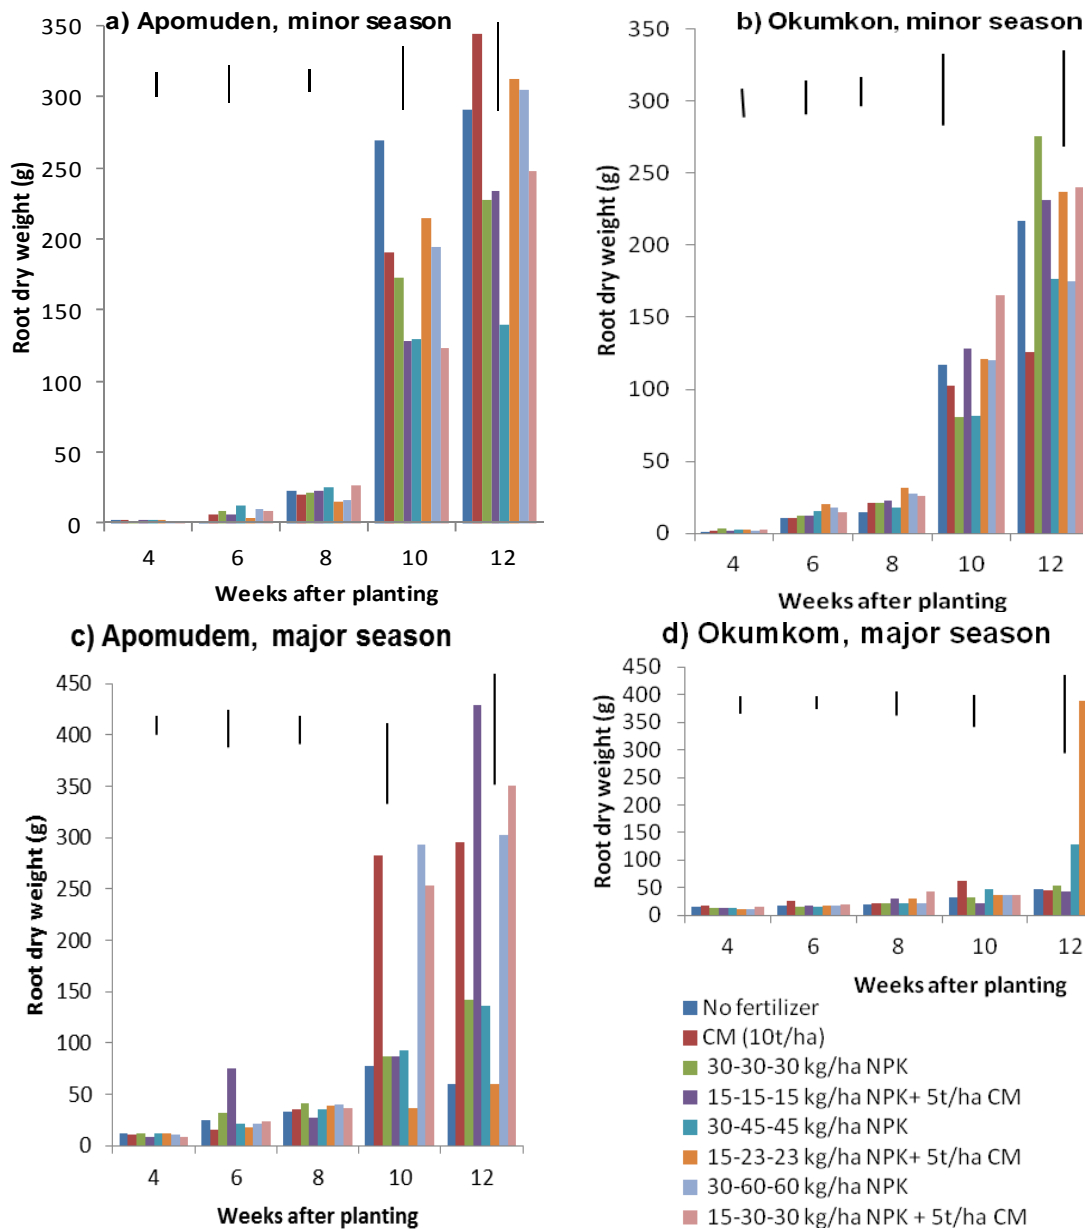 a) Apomuden, minor season
350
300
250
200
150
100
50
0
Root dry weight (g)
4 6 8 10 12
Weeks after planting
b) Okumkon, minor season
350
300
250
200
150
100
50
0
Root dry weight (g)
4 6 8 10 12
Weeks after planting
c) Apomudem, major season
450
400
350
300
250
200
150
100
50
0
Root dry weight (g)
4 6 8 10 12
Weeks after planting
d) Okumkom, major season
450
400
350
300
250
200
150
100
50
0
Root dry weight (g)
4 6 8 10 12
Weeks after planting
No fertilizer
CM (10t/ha)
30-30-30 kg/ha NPK
15-15-15 kg/ha NPK+ 5t/ha CM
30-45-45 kg/ha NPK
15-23-23 kg/ha NPK+ 5t/ha CM
30-60-60 kg/ha NPK
15-30-30 kg/ha NPK + 5t/ha CM